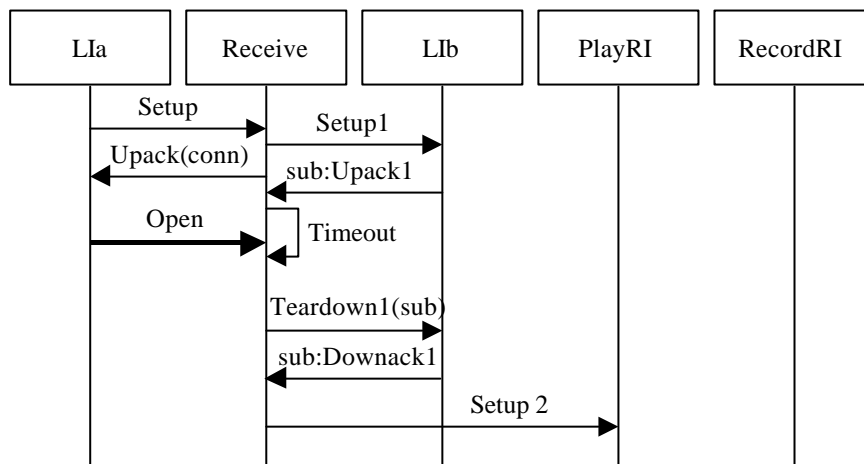 LIa
Receive
LIb
PlayRI
RecordRI
Setup
Setup1
Upack(conn)
sub:Upack1
Open
Timeout
Teardown1(sub)
sub:Downack1
Setup 2